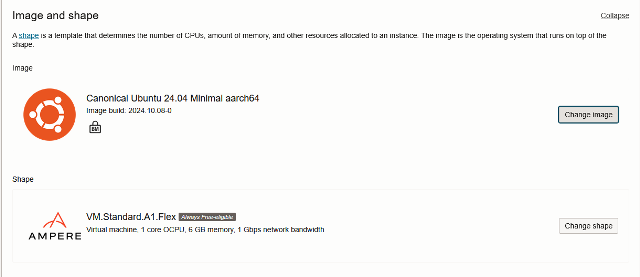 Image and shape
Collapse
A shape is a template that determines the number of CPUs, amount of memory, and other resources allocated to an instance. The image is the operating system that runs on top of the
shape.
Image
Canonical Ubuntu 24.04 Minimal aarch64
Image build: 2024.10.08-0
Change image
Shape
AMPERE
VM.Standard.A1.Flex Always Free-eligible
Virtual machine, 1 core OCPU, 6 GB memory, 1 Gbps network bandwidth
Change shape